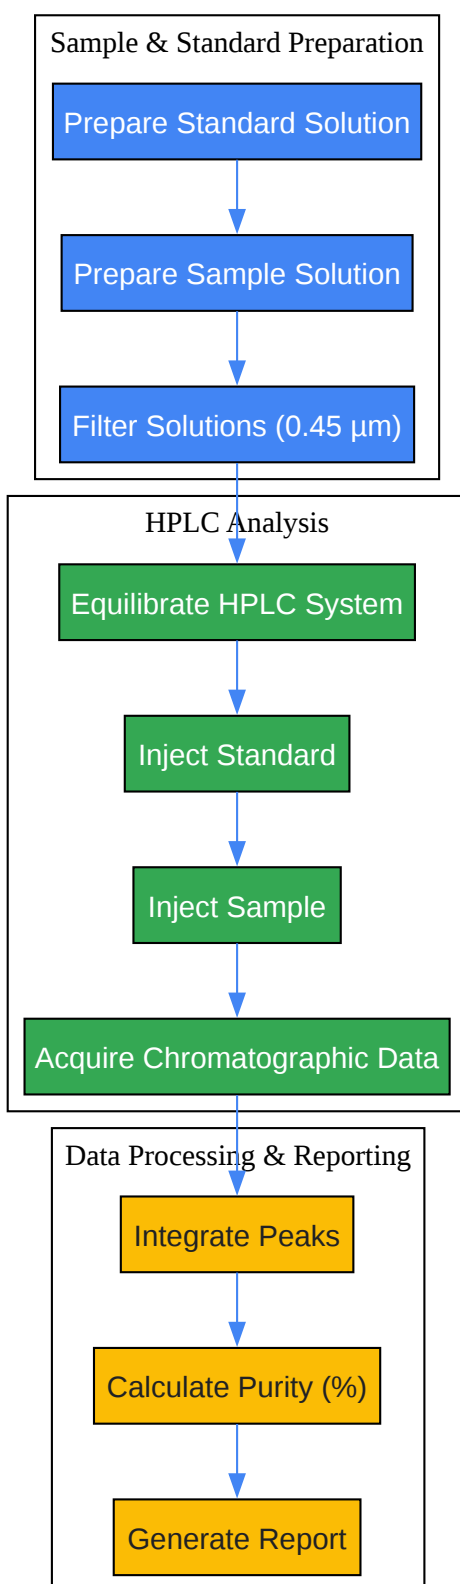 Sample & Standard Preparation
Prepare Standard Solution
Prepare Sample Solution
Filter Solutions (0.45 µm)
HPLC Analysis
Equilibrate HPLC System
Inject Standard
Inject Sample
Acquire Chromatographic Data
Data Processing & Reporting
Integrate Peaks
Calculate Purity (%)
Generate Report